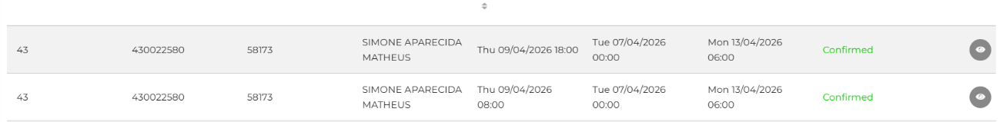 43 430022580 58173 SIMONE APARECIDA MATHEUS Thu 09/04/2026 18:00 Tue 07/04/2026 00:00 Mon 13/04/2026 06:00 Confirmed
43 430022580 58173 SIMONE APARECIDA MATHEUS Thu 09/04/2026 08:00 Tue 07/04/2026 00:00 Mon 13/04/2026 06:00 Confirmed